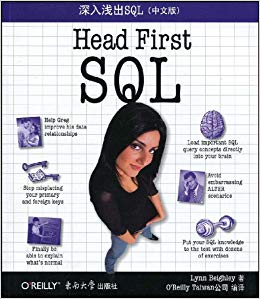 深入浅出SQL(中文版)
Head First
SQL
Help Greg
improve his data
relationships
Load important SQL
query concepts directly
into your brain
Stop misplacing
your primary
and foreign keys
Avoid
embarrassing
ALTER
scenarios
Finally be
able to explain
what's normal
Put your SQL knowledge
to the test with dozens of
exercises
Lynn Beighley 著
O'Reilly Taiwan公司 编译
O'REILLY® 东南大学出版社